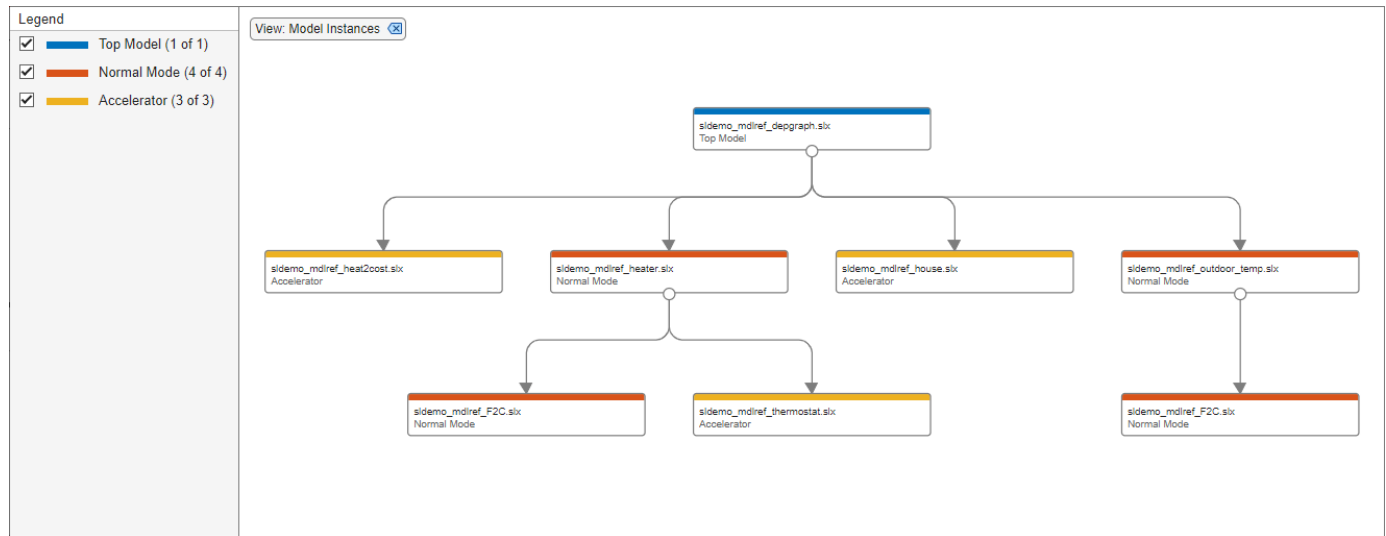 Legend
Top Model (1 of 1)
Normal Mode (4 of 4)
Accelerator (3 of 3)
View: Model Instances
sldemo_mdlref_depgraph.slx
Top Model
sldemo_mdlref_heat2cost.slx
Accelerator
sldemo_mdlref_heater.slx
Normal Mode
sldemo_mdlref_house.slx
Accelerator
sldemo_mdlref_outdoor_temp.slx
Normal Mode
sldemo_mdlref_F2C.slx
Normal Mode
sldemo_mdlref_thermostat.slx
Accelerator
sldemo_mdlref_F2C.slx
Normal Mode